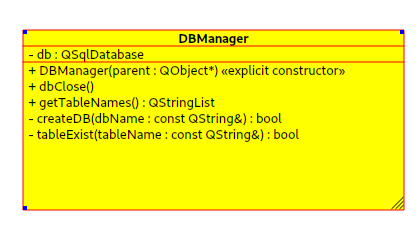 DBManager
- db : QSqlDatabase
+ DBManager(parent : QObject*) «explicit constructor»
+ dbClose()
+ getTableNames() : QStringList
- createDB(dbName : const QString&) : bool
- tableExist(tableName : const QString&) : bool